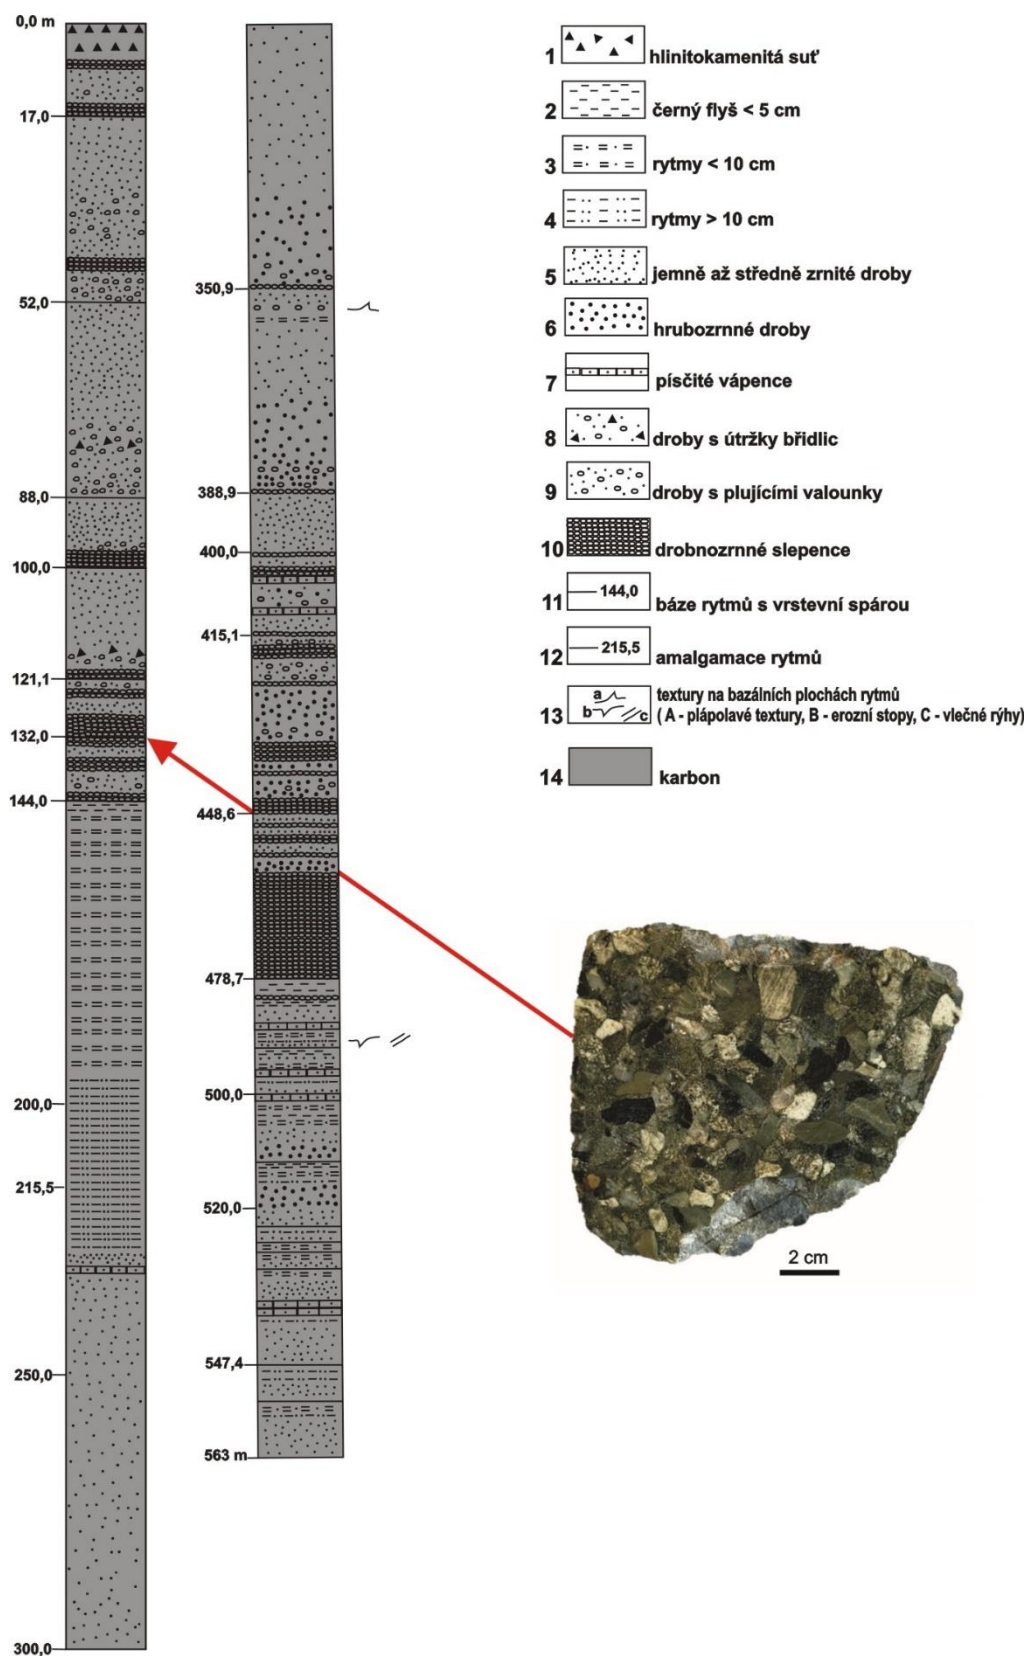 0,0 m
17,0
52,0
88,0
100,0
121,1
132,0
144,0
200,0
215,5
250,0
300,0
350,9
388,9
400,0
415,1
448,6
478,7
500,0
520,0
547,4
563 m
1 hlinitokamenitá suť
2 černý flyš < 5 cm
3 rytmy < 10 cm
4 rytmy > 10 cm
5 jemně až středně zrnité droby
6 hrubozrnné droby
7 písčité vápence
8 droby s útržky břidlic
9 droby s plujícími valounky
10 drobnozrnné slepence
11 144,0 báze rytmů s vrstevní spárou
12 215,5 amalgamace rytmů
13 a b c textury na bazálních plochách rytmů
( A - plápolavé textury, B - erozní stopy, C - vlečné rýhy)
14 karbon
2 cm